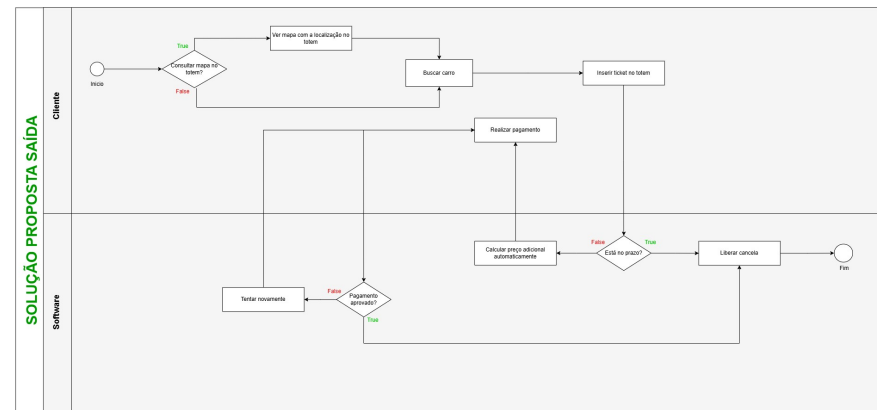 SOLUÇÃO PROPOSTA SAÍDA
Cliente
Inicio
True
Consultar mapa no
totem?
False
Ver mapa com a localização no
totem
Buscar carro
Inserir ticket no totem
Realizar pagamento
Software
Tentar novamente
False
Pagamento
aprovado?
True
Calcular preço adicional
automaticamente
False
Está no prazo?
True
Liberar cancela
Fim